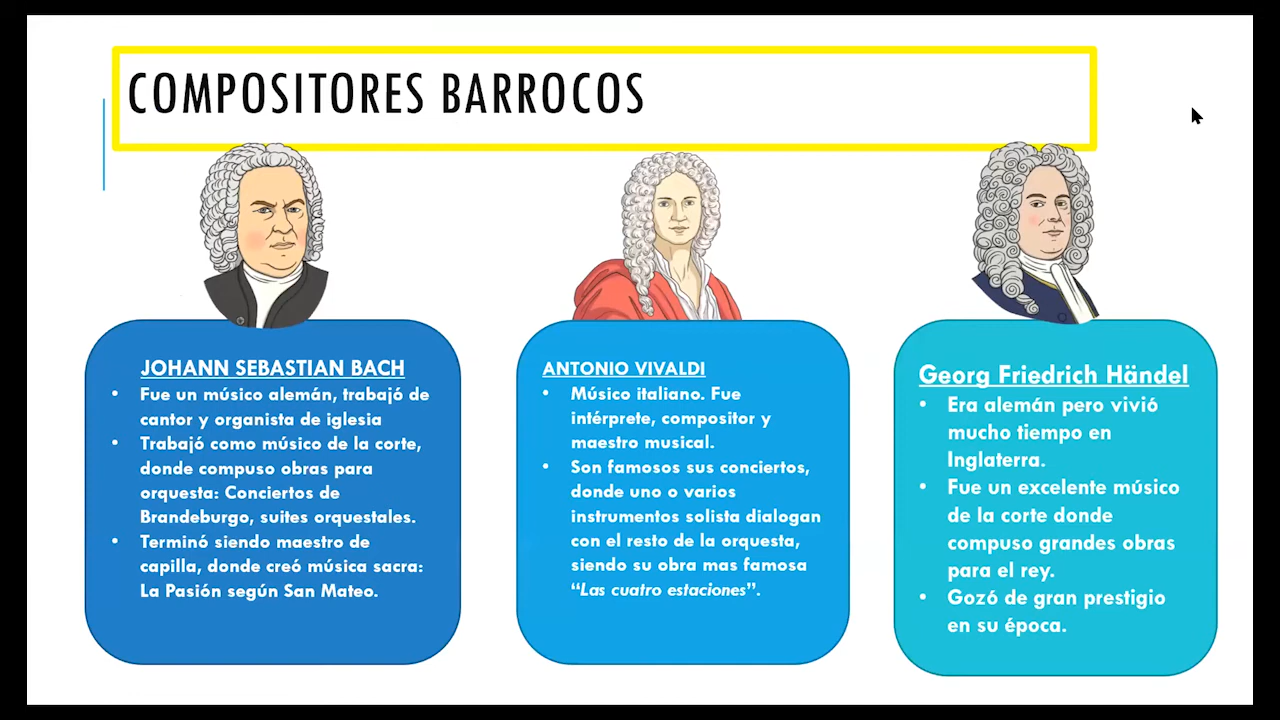 COMPOSITORES BARROCOS
JOHANN SEBASTIAN BACH
• Fue un músico alemán, trabajó de
cantor y organista de iglesia
• Trabajó como músico de la corte,
donde compuso obras para
orquesta: Conciertos de
Brandeburgo, suites orquestales.
• Terminó siendo maestro de
capilla, donde creó música sacra:
La Pasión según San Mateo.
ANTONIO VIVALDI
• Músico italiano. Fue
intérprete, compositor y
maestro musical.
• Son famosos sus conciertos,
donde uno o varios
instrumentos solista dialogan
con el resto de la orquesta,
siendo su obra mas famosa
“Las cuatro estaciones”.
Georg Friedrich Händel
• Era alemán pero vivió
mucho tiempo en
Inglaterra.
• Fue un excelente músico
de la corte donde
compuso grandes obras
para el rey.
• Gozó de gran prestigio
en su época.